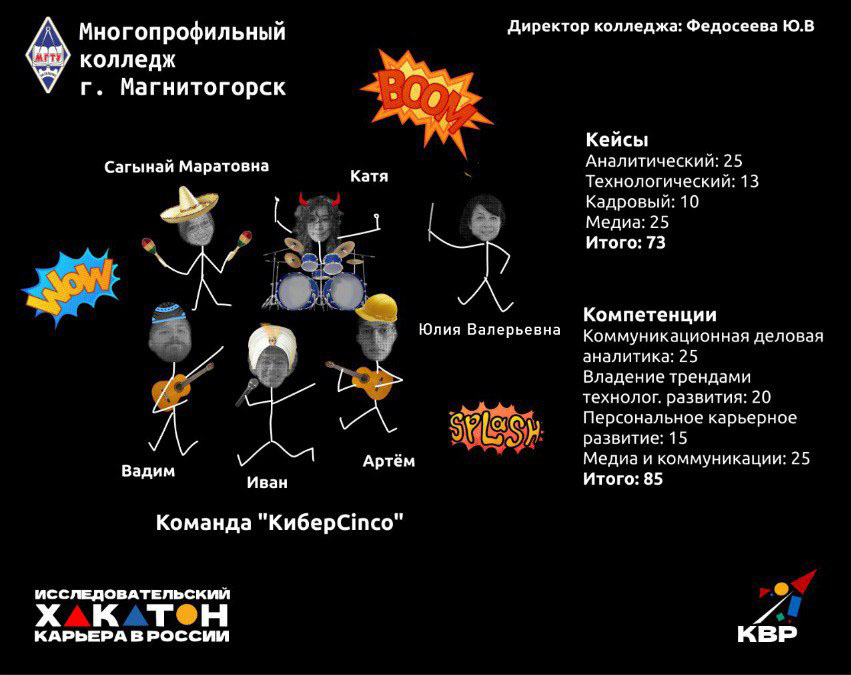 МГТУ
Многопрофильный
колледж
г. Магнитогорск
Директор колледжа: Федосеева Ю.В
BOOM
Кейсы
Аналитический: 25
Технологический: 13
Кадровый: 10
Медиа: 25
Итого: 73
Сагынай Маратовна
Катя
WOW
Юлия Валерьевна
Компетенции
Коммуникационная деловая
аналитика: 25
Владение трендами
технолог. развития: 20
Персональное карьерное
развитие: 15
Медиа и коммуникации: 25
Итого: 85
SPLasH
Вадим
Иван
Артём
Команда "КиберCinco"
ИССЛЕДОВАТЕЛЬСКИЙ
ХАКАТОН
КАРЬЕРА В РОССИИ
КВР